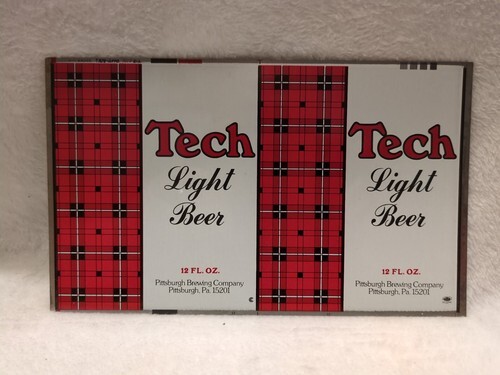 Tech
Light
Beer
12 FL. OZ.
Pittsburgh Brewing Company
Pittsburgh, Pa. 15201
Tech
Light
Beer
12 FL. OZ.
Pittsburgh Brewing Company
Pittsburgh, Pa. 15201